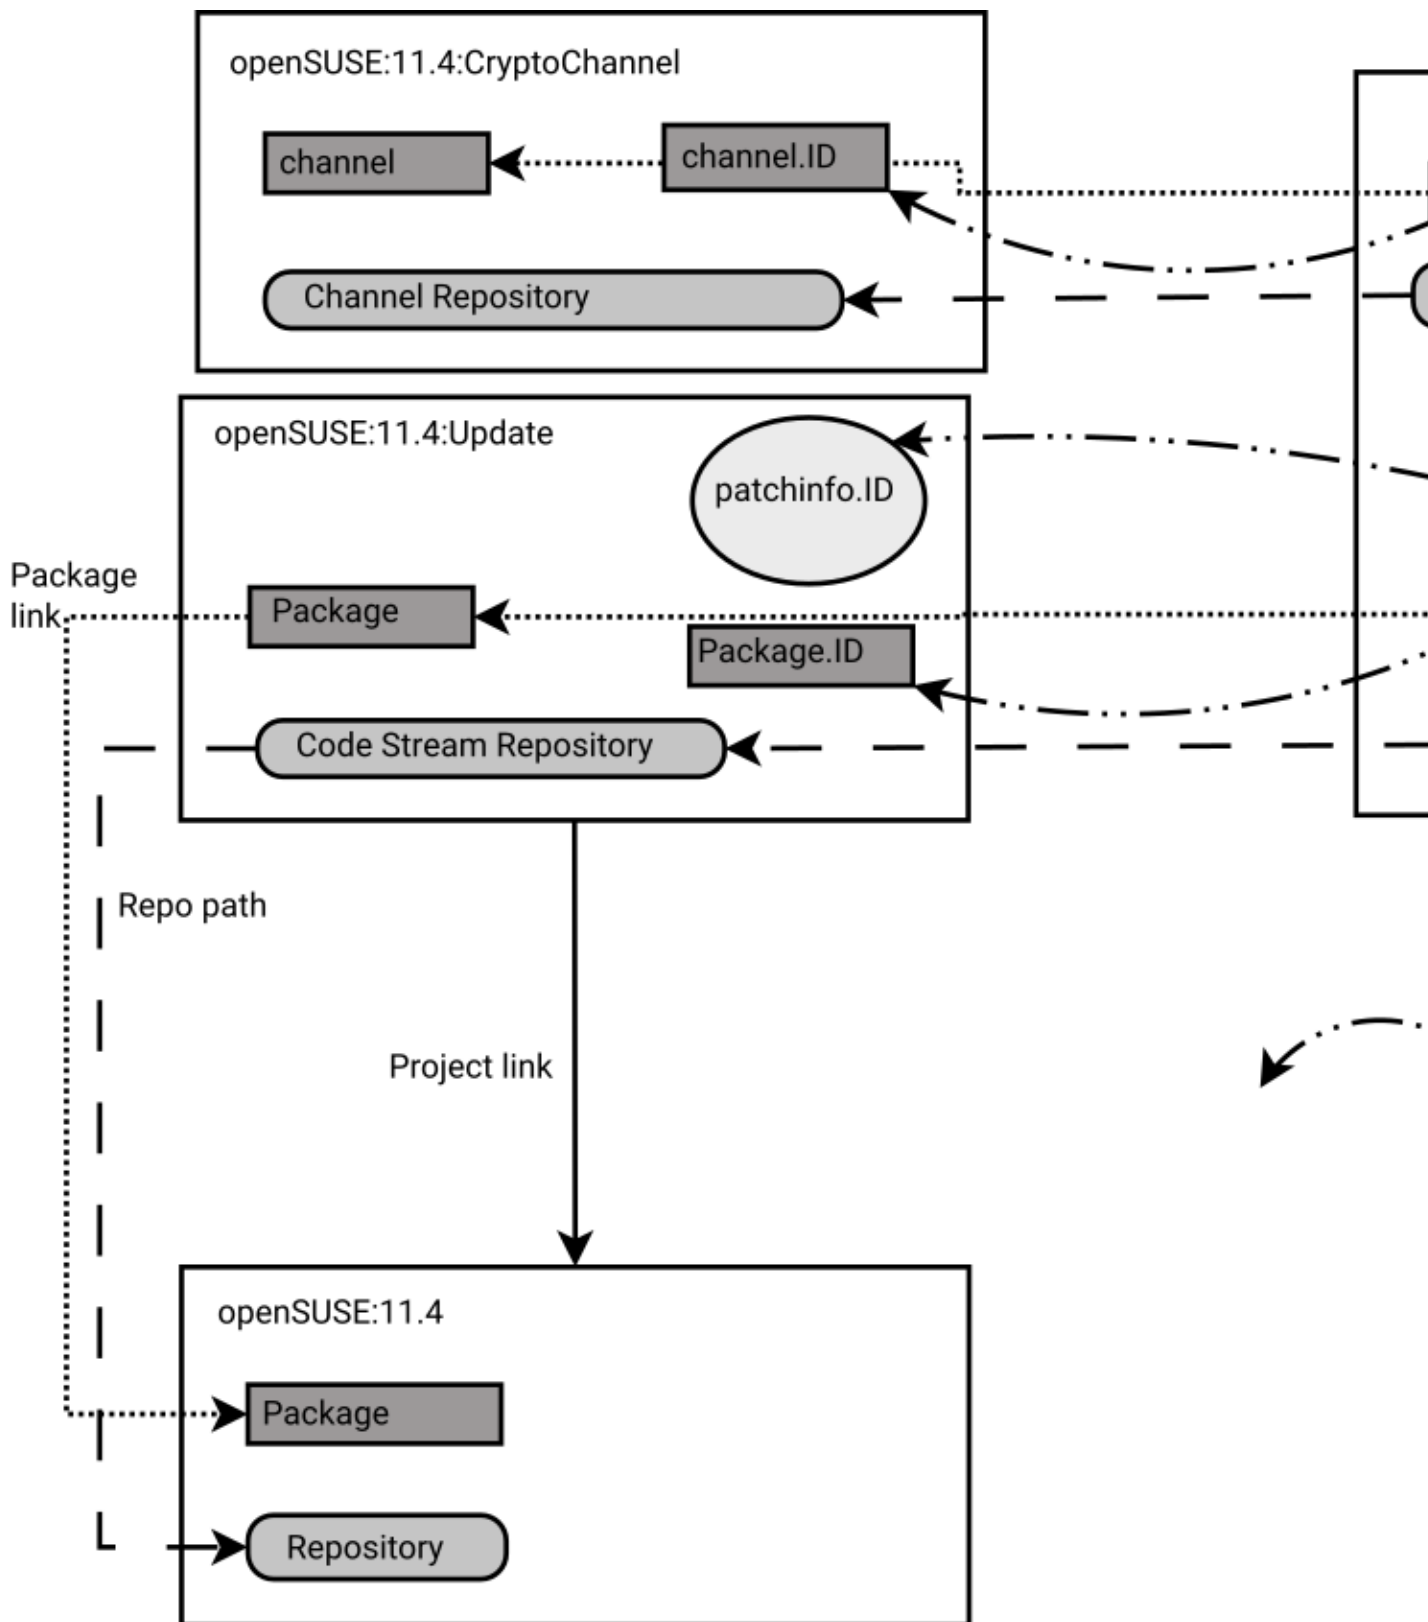 openSUSE:11.4:CryptoChannel
channel
channel.ID
Channel Repository
openSUSE:11.4:Update
patchinfo.ID
Package
link
Package
Package.ID
Code Stream Repository
Repo path
Project link
openSUSE:11.4
Package
Repository